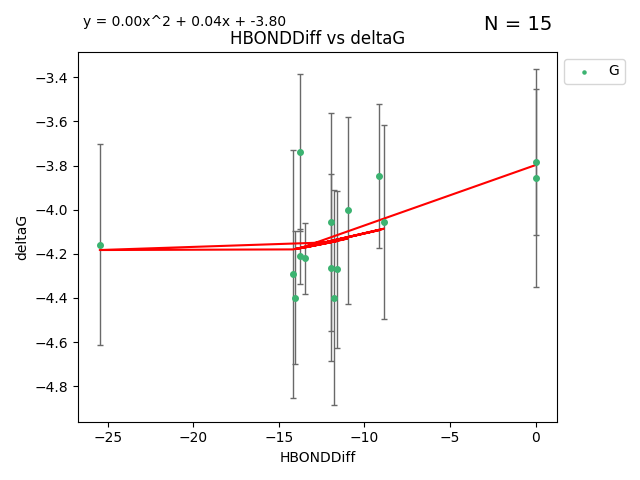 y = 0.00x^2 + 0.04x + -3.80
N = 15
HBONDDiff vs deltaG
G
−3.4
−3.6
−3.8
−4.0
−4.2
−4.4
−4.6
−4.8
deltaG
−25
−20
−15
−10
−5
0
HBONDDiff